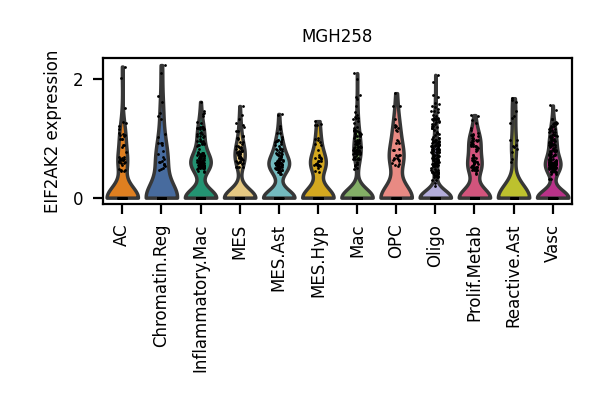 MGH258
EIF2AK2 expression
2
0
AC
Chromatin.Reg
Inflammatory.Mac
MES
MES.Ast
MES.Hyp
Mac
OPC
Oligo
Prolif.Metab
Reactive.Ast
Vasc